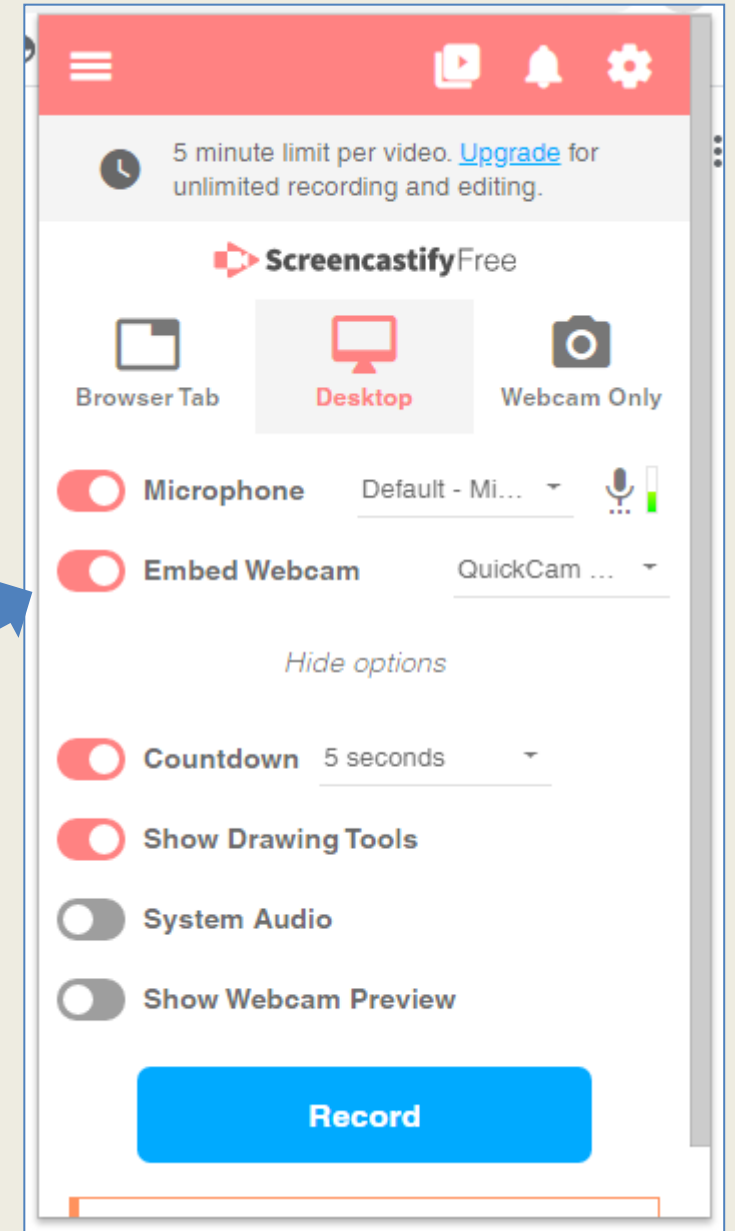 5 minute limit per video. Upgrade for
unlimited recording and editing.
ScreencastifyFree
Browser Tab Desktop Webcam Only
Microphone Default - Mi...
Embed Webcam QuickCam ...
Hide options
Countdown 5 seconds
Show Drawing Tools
System Audio
Show Webcam Preview
Record